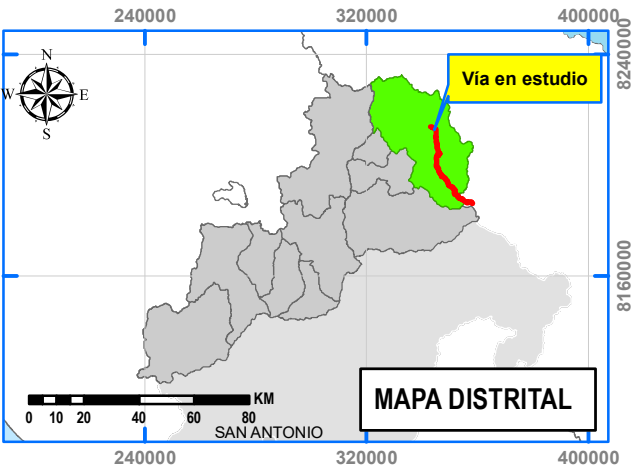 240000 320000 400000
8240000
N
W E
S
Vía en estudio
8160000
KM
0 10 20 40 60 80
SAN ANTONIO
MAPA DISTRITAL
240000 320000 400000